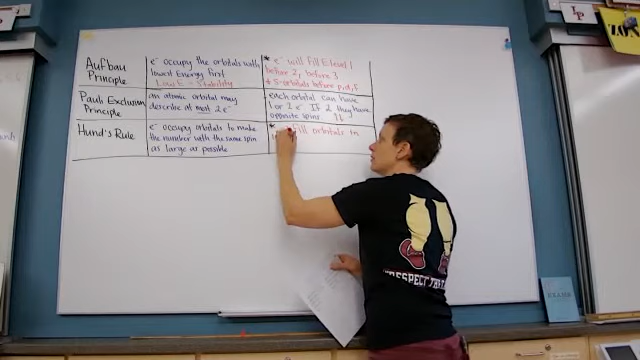 Aufbau
Principle
e⁻ occupy the orbitals with
lowest Energy first
Low E = Stability
* e⁻ will Fill E level 1
before 2, before 3
* S-orbitals before p, d, f
Pauli Exclusion
Principle
an atomic orbital may
describe at most 2 e⁻
each orbital can have
1 or 2 e⁻ If 2 they have
opposite spins. ↑↓
Hund's Rule
e⁻ occupy orbitals to make
the number with the same spin
as large as possible
*
Fill orbitals in
LP
ZON
"RESPECT THE